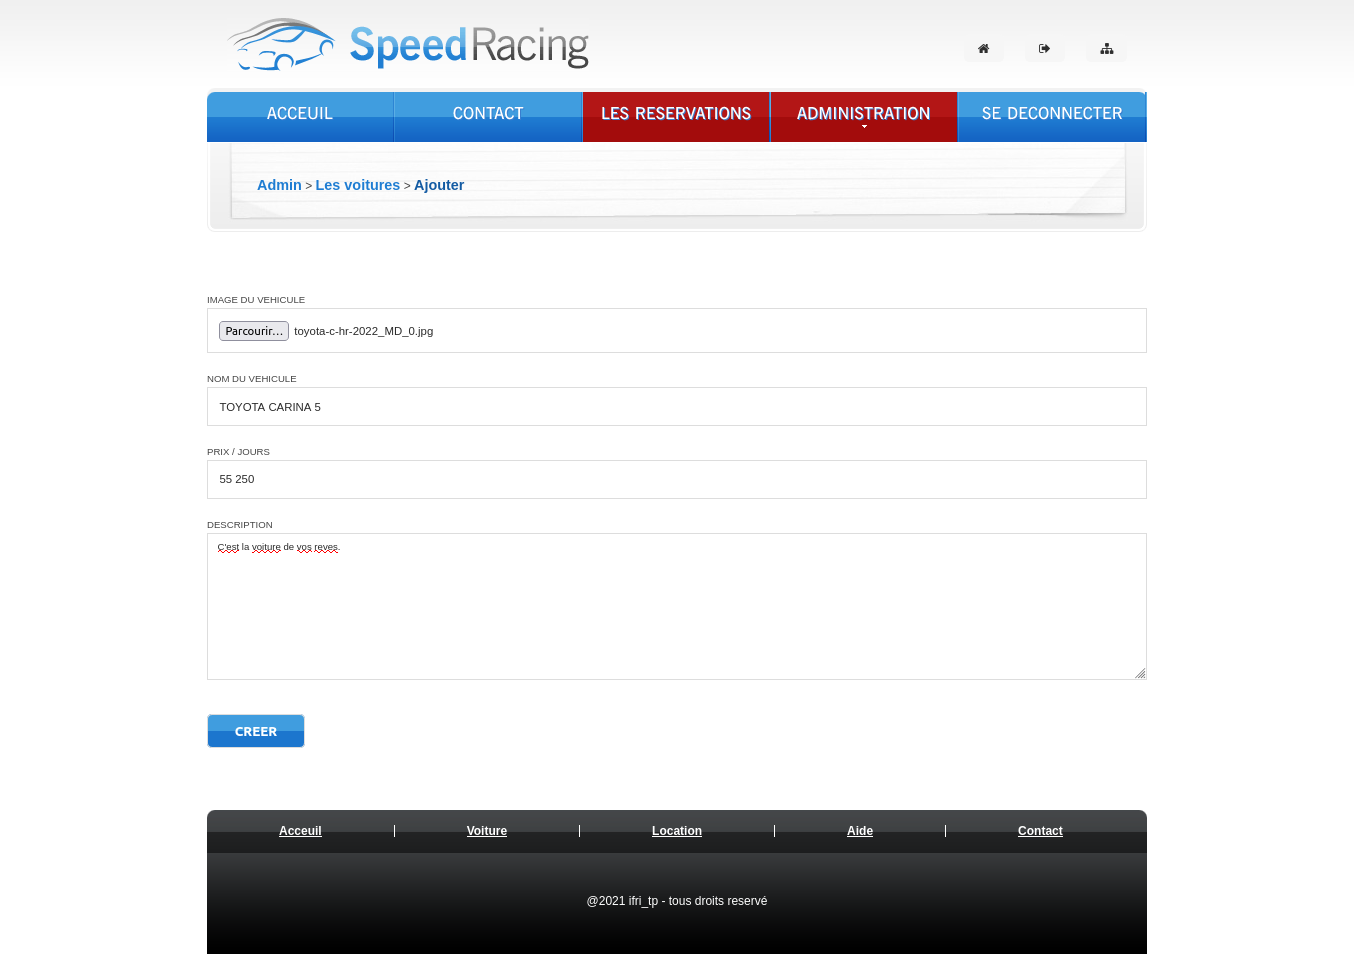 SpeedRacing
ACCEUIL CONTACT LES RESERVATIONS ADMINISTRATION SE DECONNECTER
Admin > Les voitures > Ajouter
IMAGE DU VEHICULE
Parcourir... toyota-c-hr-2022_MD_0.jpg
NOM DU VEHICULE
TOYOTA CARINA 5
PRIX / JOURS
55 250
DESCRIPTION
C'est la voiture de vos reves.
CREER
Acceuil | Voiture | Location | Aide | Contact
@2021 ifri_tp - tous droits reservé